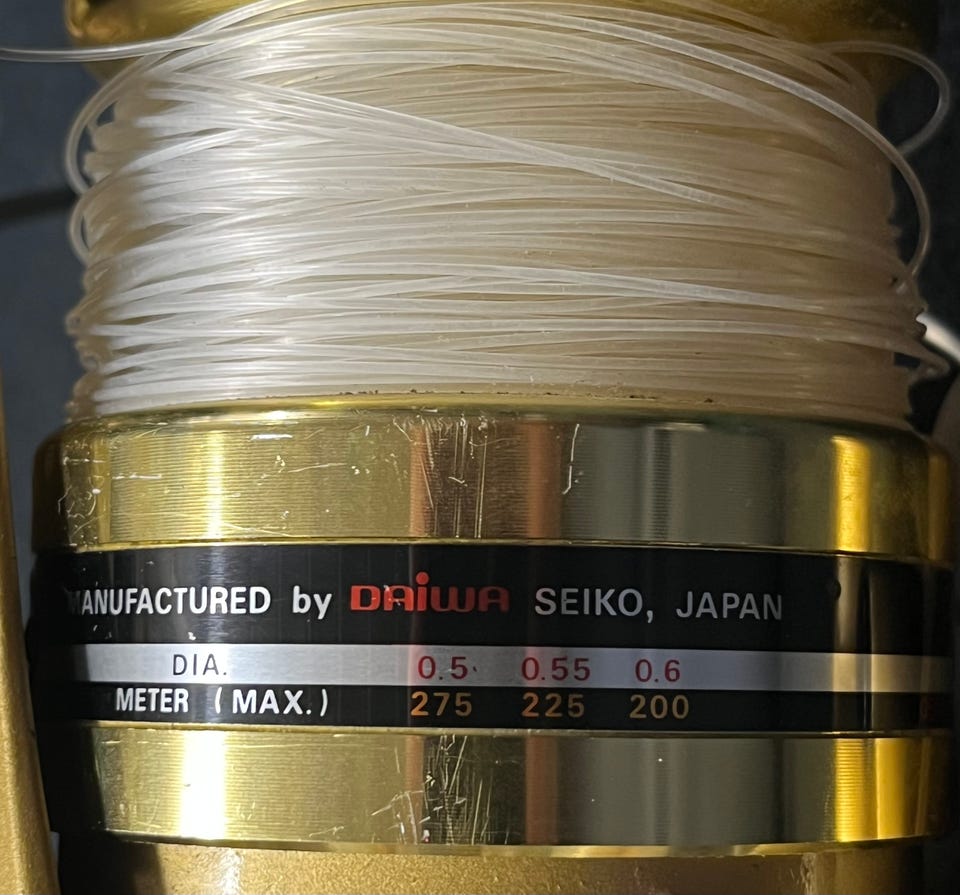 MANUFACTURED by DAiWA SEIKO, JAPAN
DIA. 0.5 0.55 0.6
METER (MAX.) 275 225 200